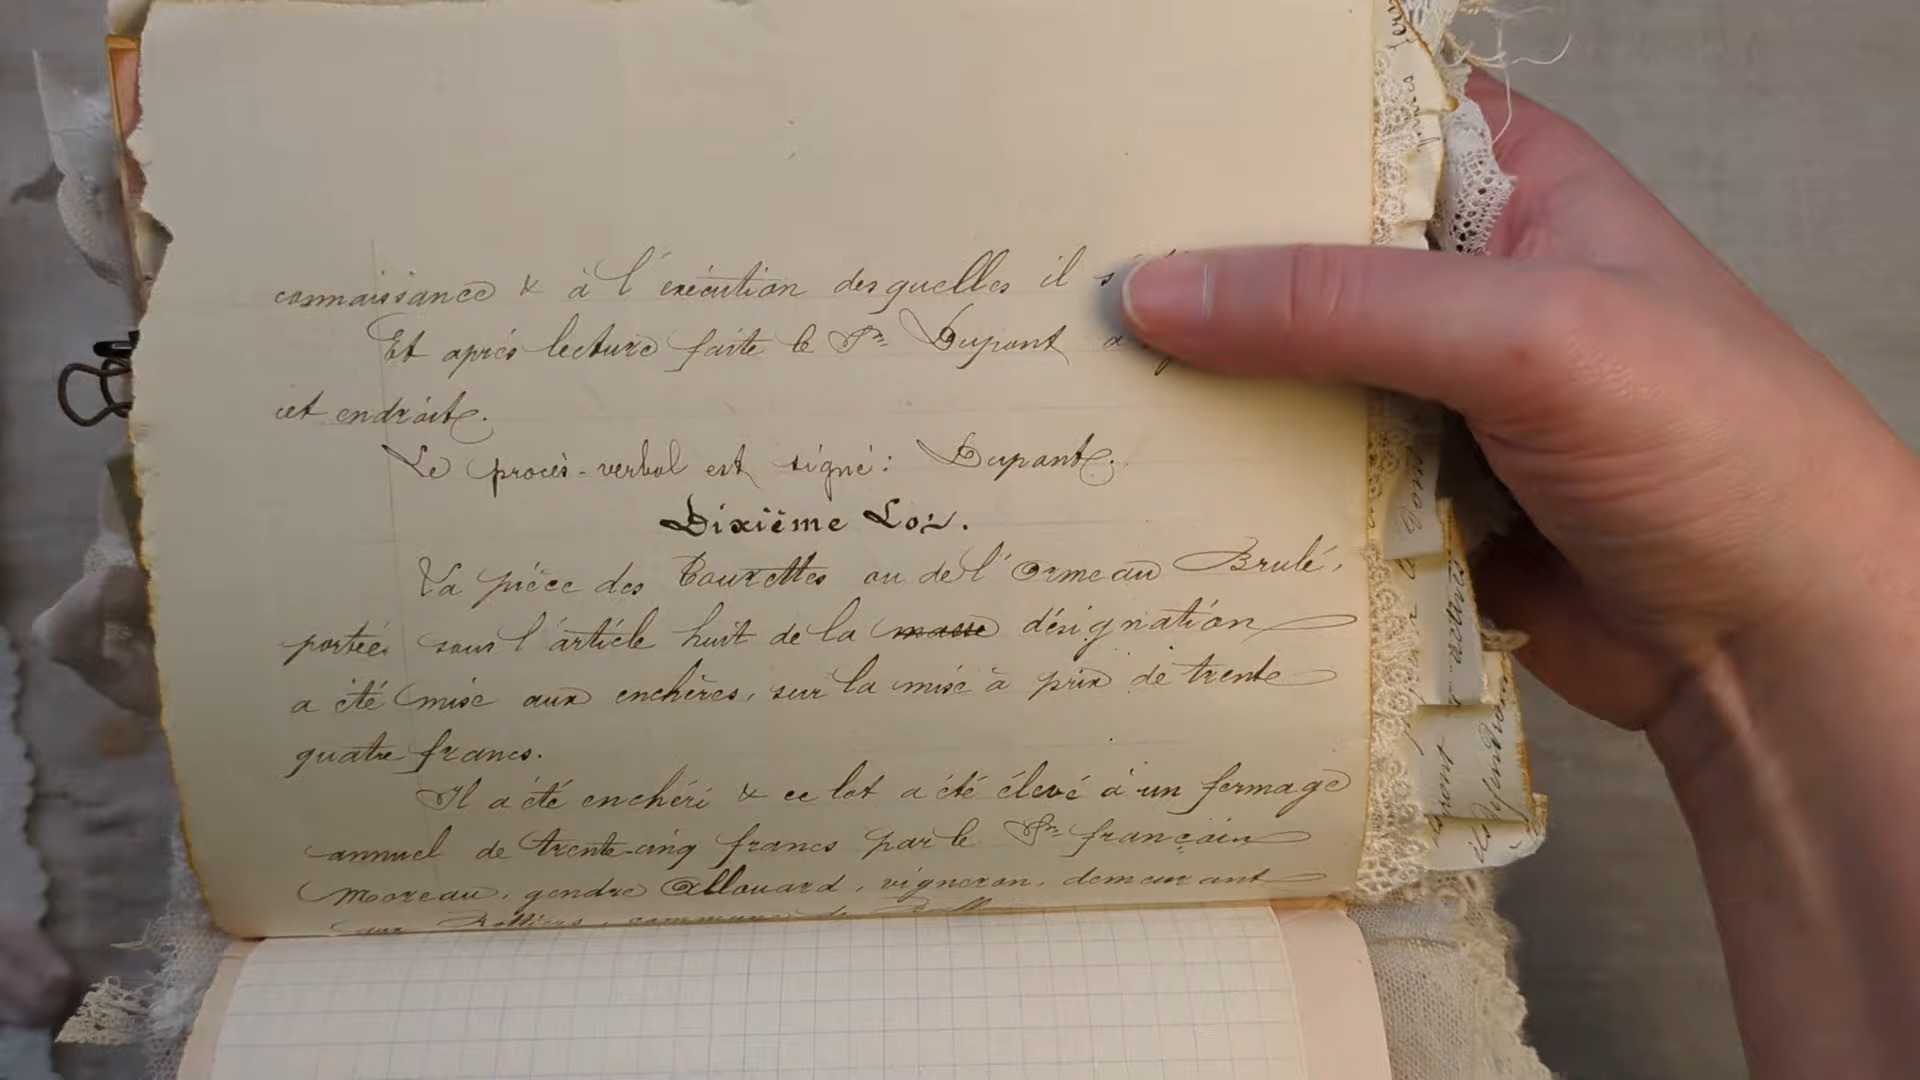 connaissance & à l'exécution desquelles il
Et après lecture faite le Sr. Dupont a
cet endroit.
Le procès-verbal est signé: Dupont.
Dixième Lot.
La pièce des Tourettes ou de l'Ormeau Brulé,
portée sous l'article huit de la masse désignation
a été mise aux enchères, sur la mise à prix de trente
quatre francs.
Il a été enchéri & ce lot a été élevé à un fermage
annuel de trente-cinq francs par le Sr. françois
Moreau, gendre Allouard, vigneron, demeurant
commune de